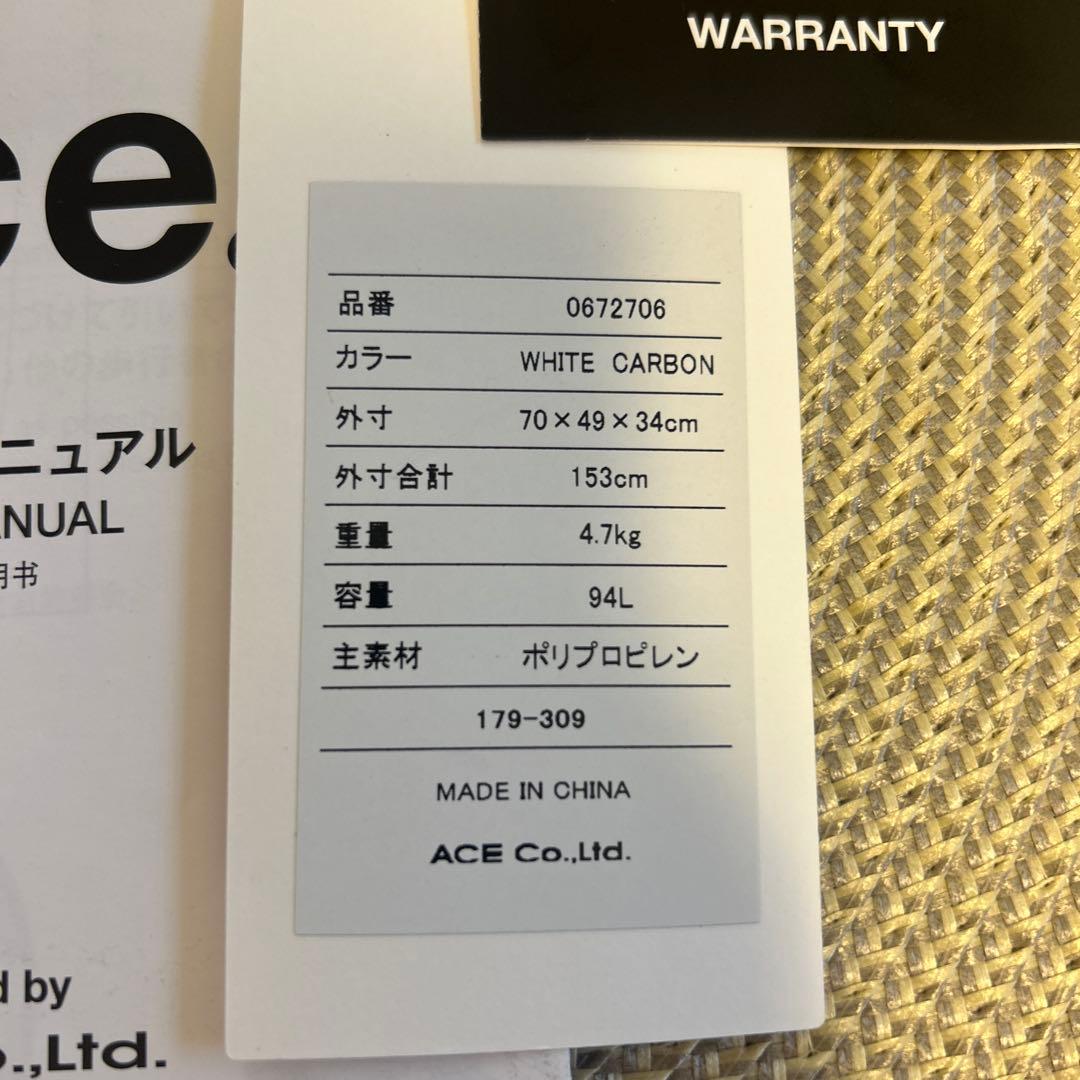 WARRANTY
ce.
ニュアル
ANUAL
明书
d by
o.,Ltd.
品番 0672706
カラー WHITE CARBON
外寸 70×49×34cm
外寸合計 153cm
重量 4.7kg
容量 94L
主素材 ポリプロピレン
179-309
MADE IN CHINA
ACE Co.,Ltd.